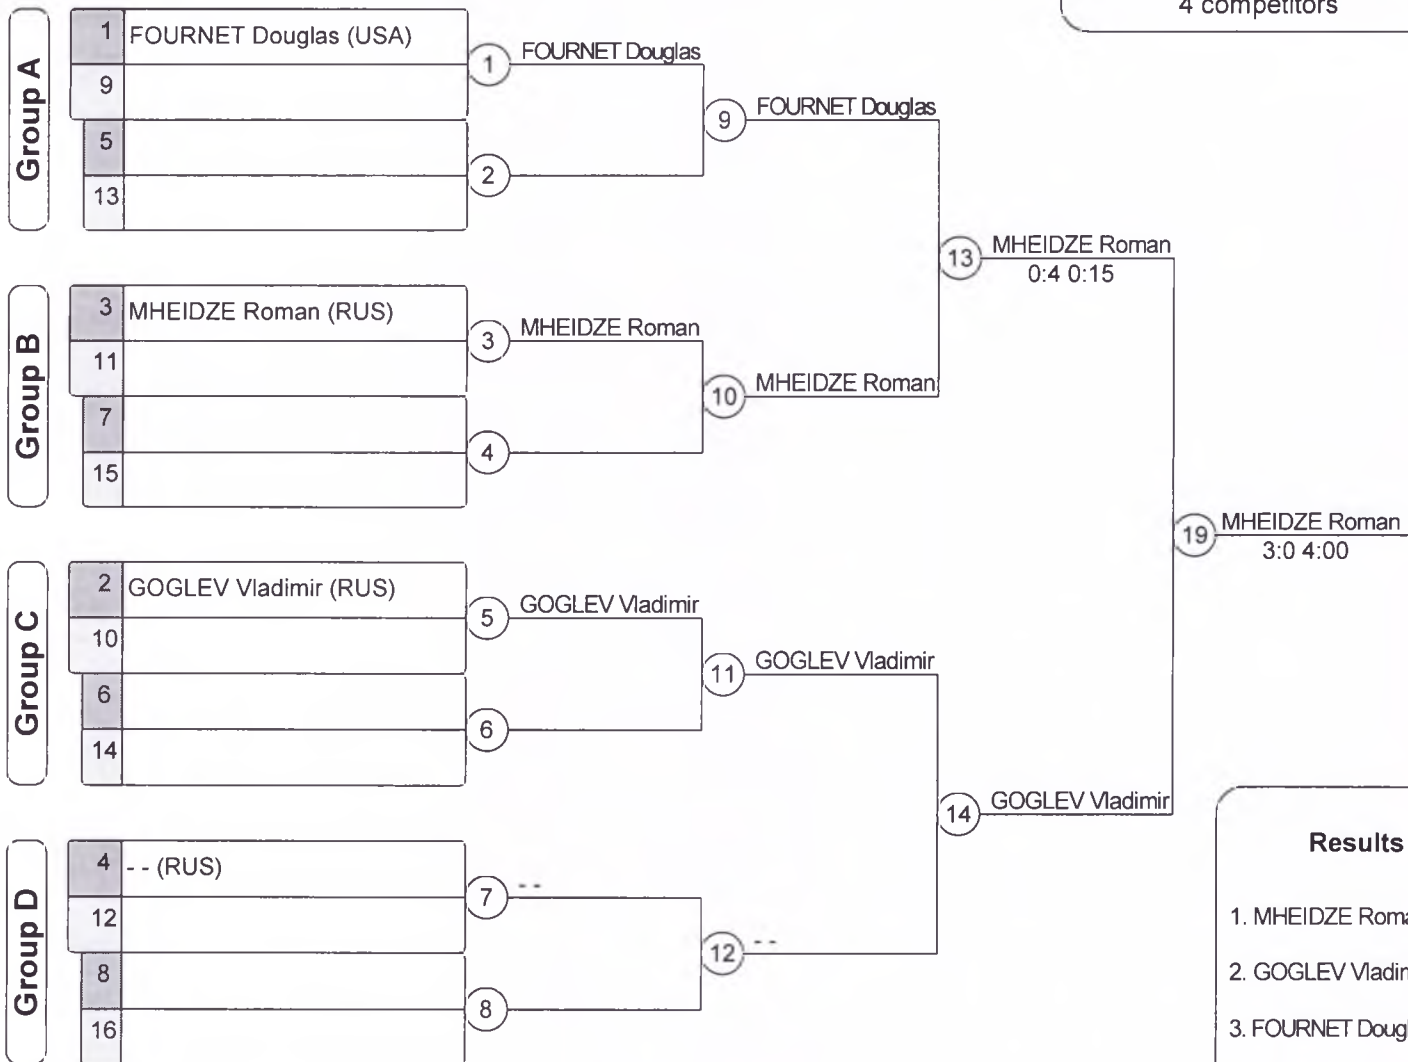 4 competitors
Group A
1 FOURNET Douglas (USA)
9
5
13
1 FOURNET Douglas
2
9 FOURNET Douglas
Group B
3 MHEIDZE Roman (RUS)
11
7
15
3 MHEIDZE Roman
4
10 MHEIDZE Roman
13 MHEIDZE Roman
0:4 0:15
Group C
2 GOGLEV Vladimir (RUS)
10
6
14
5 GOGLEV Vladimir
6
11 GOGLEV Vladimir
Group D
4 - - (RUS)
12
8
16
7 - -
8
12 - -
14 GOGLEV Vladimir
19 MHEIDZE Roman
3:0 4:00
Results
1. MHEIDZE Roma
2. GOGLEV Vladim
3. FOURNET Dougl